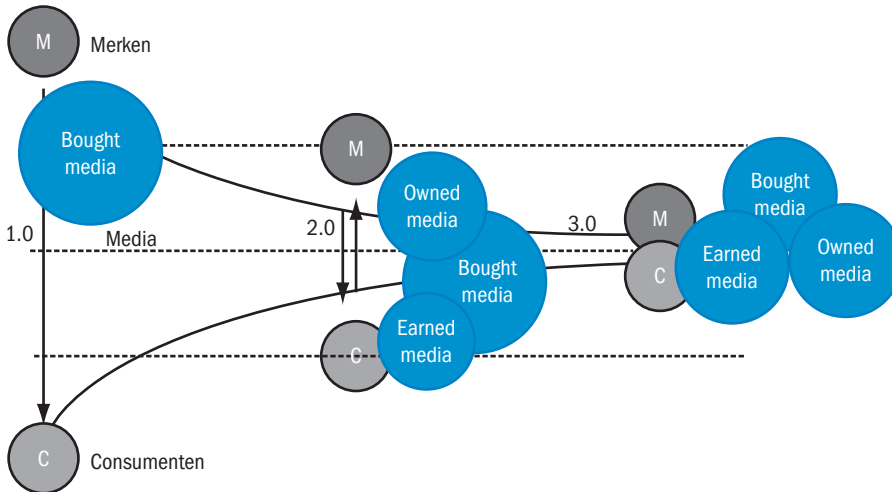 M
Merken
Bought
media
1.0
Media
C
Consumenten
M
2.0
Owned
media
Bought
media
Earned
media
C
3.0
M
C
Bought
media
Earned
media
Owned
media